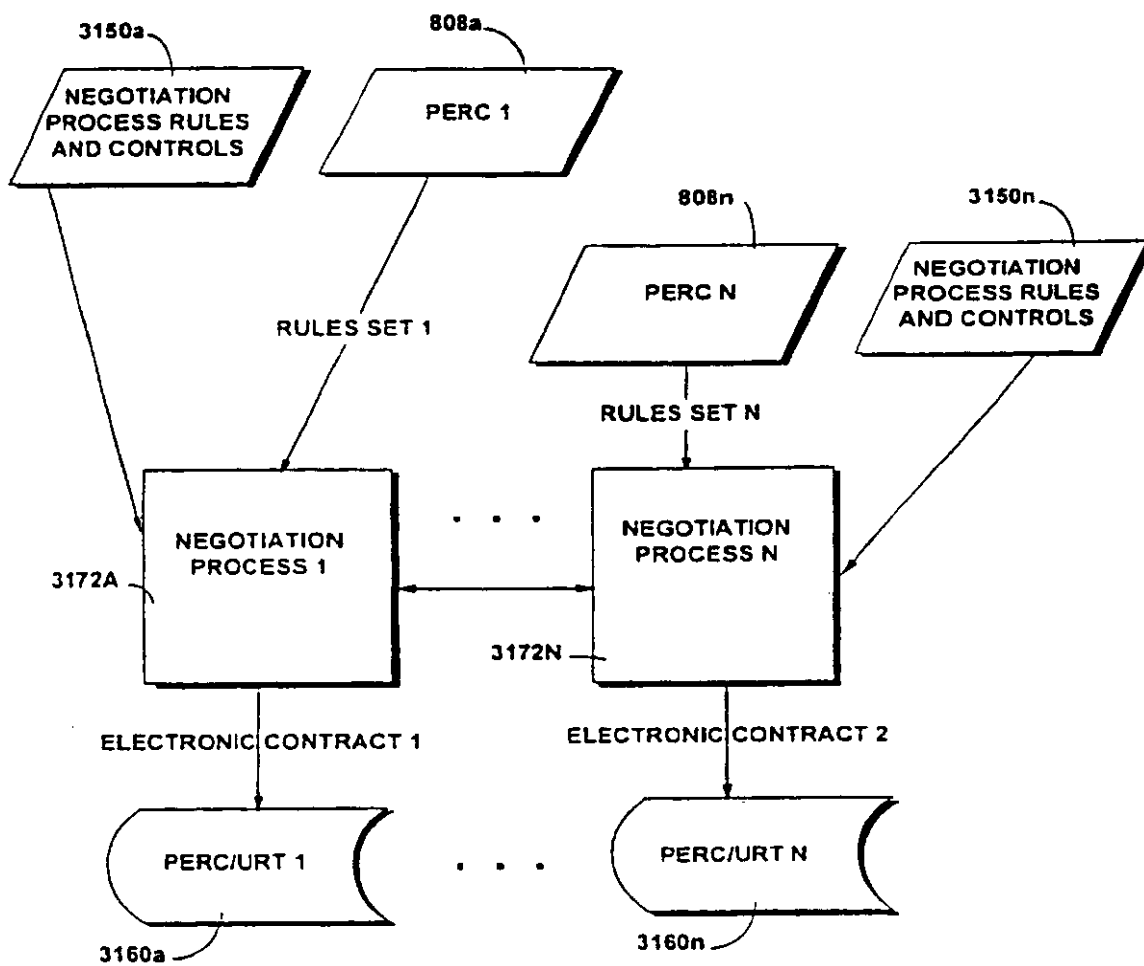 3150a
808a
NEGOTIATION
PROCESS RULES
AND CONTROLS
PERC 1
808n
3150n
PERC N
NEGOTIATION
PROCESS RULES
AND CONTROLS
RULES SET 1
RULES SET N
NEGOTIATION
PROCESS 1
. . .
NEGOTIATION
PROCESS N
3172A
3172N
ELECTRONIC CONTRACT 1
ELECTRONIC CONTRACT 2
PERC/URT 1
. . .
PERC/URT N
3160a
3160n